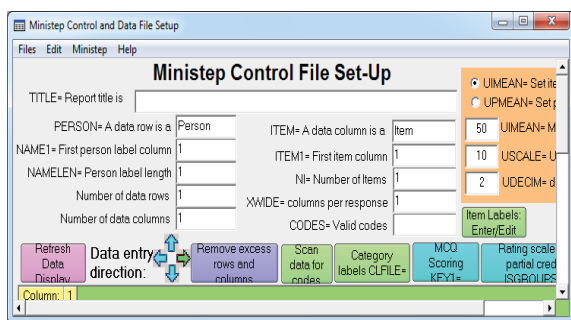 Ministep Control and Data File Setup
Files Edit Ministep Help
Ministep Control File Set-Up
TITLE= Report title is
PERSON= A data row is a Person
NAME1= First person label column 1
NAMELEN= Person label length 1
Number of data rows 1
Number of data columns 1
ITEM= A data column is a Item
ITEM1= First item column 1
NI= Number of Items 1
XWIDE= columns per response 1
CODES= Valid codes
UIMEAN= Set ite
UPMEAN= Set p
50 UIMEAN= M
10 USCALE= U
2 UDECIM= d
Item Labels:
Enter/Edit
Refresh
Data
Display
Data entry
direction:
Remove excess
rows and
columns
Scan
data for
codes
Category
labels CLFILE=
MCQ
Scoring
KEY1=
Rating scale
partial cred
ISGROUPS
Column: 1